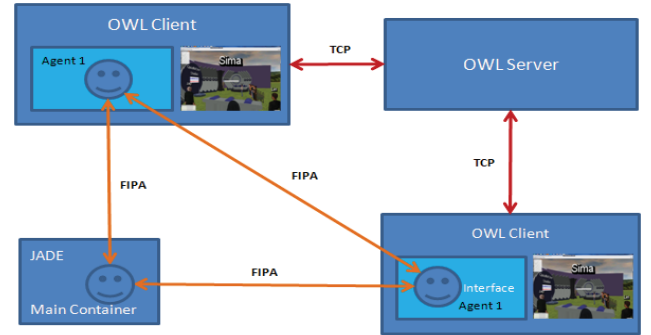 OWL Client
Agent 1
Sima
TCP
OWL Server
TCP
FIPA
FIPA
OWL Client
JADE
Sima
FIPA
Interface
Agent 1
Main Container